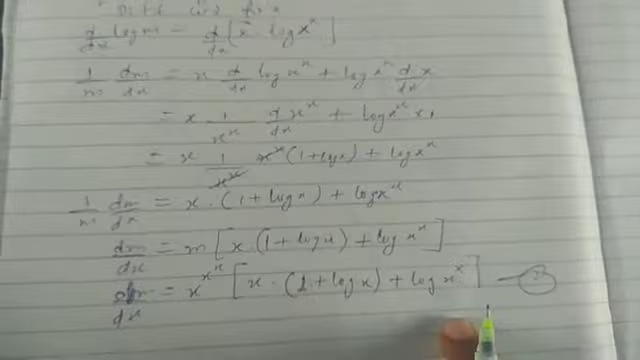 d/dx log m = d/dx [x · log x^x]
1/m dm/dx = x d/dx log x^x + log x^x d/dx x
= x 1/x^x d/dx x^x + log x^x x 1
= x 1/x^x x^x (1 + log x) + log x^x
1/m dm/dx = x · (1 + log x) + log x^x
dm/dx = m [x · (1 + log x) + log x^x]
dm/dx = x^x^x [x · (1 + log x) + log x^x] — 2